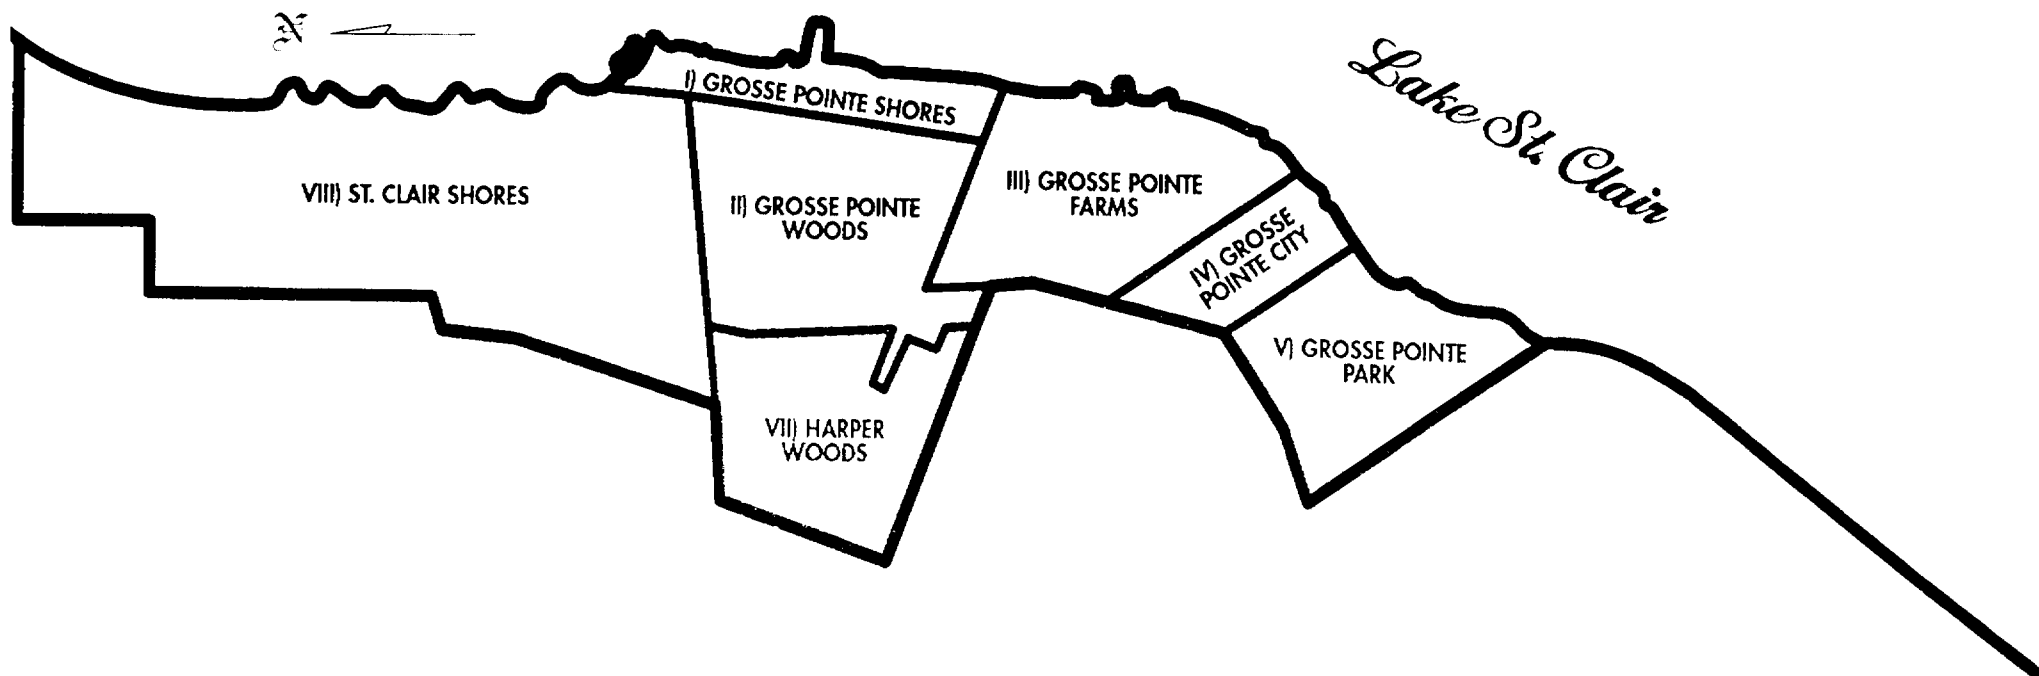 N
Lake St. Clair
I) GROSSE POINTE SHORES
VIII) ST. CLAIR SHORES
II) GROSSE POINTE
WOODS
III) GROSSE POINTE
FARMS
IV) GROSSE
POINTE CITY
V) GROSSE POINTE
PARK
VII) HARPER
WOODS